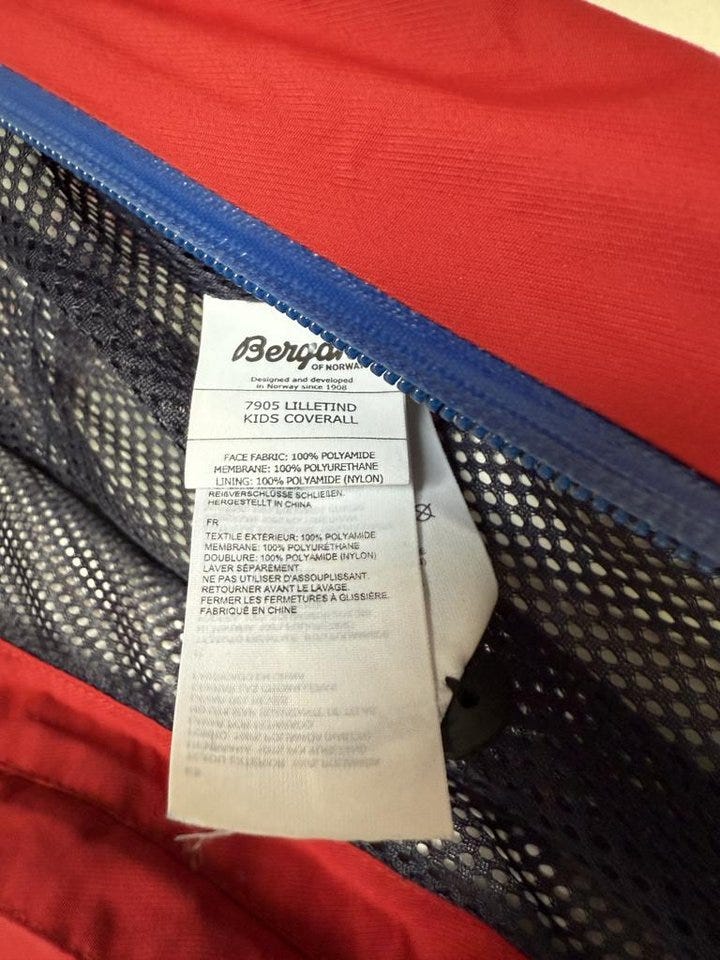 Bergan
OF NORWAY
Designed and developed
in Norway since 1908
7905 LILLETIND
KIDS COVERALL
FACE FABRIC: 100% POLYAMIDE
MEMBRANE: 100% POLYURETHANE
LINING: 100% POLYAMIDE (NYLON)
REIßVERSCHLÜSSE SCHLIEßEN.
HERGESTELLT IN CHINA
FR
TEXTILE EXTÉRIEUR: 100% POLYAMIDE
MEMBRANE: 100% POLYURÉTHANE
DOUBLURE: 100% POLYAMIDE (NYLON)
LAVER SÉPARÉMENT.
NE PAS UTILISER D'ASSOUPLISSANT.
RETOURNER AVANT LE LAVAGE.
FERMER LES FERMETURES À GLISSIÈRE.
FABRIQUÉ EN CHINE